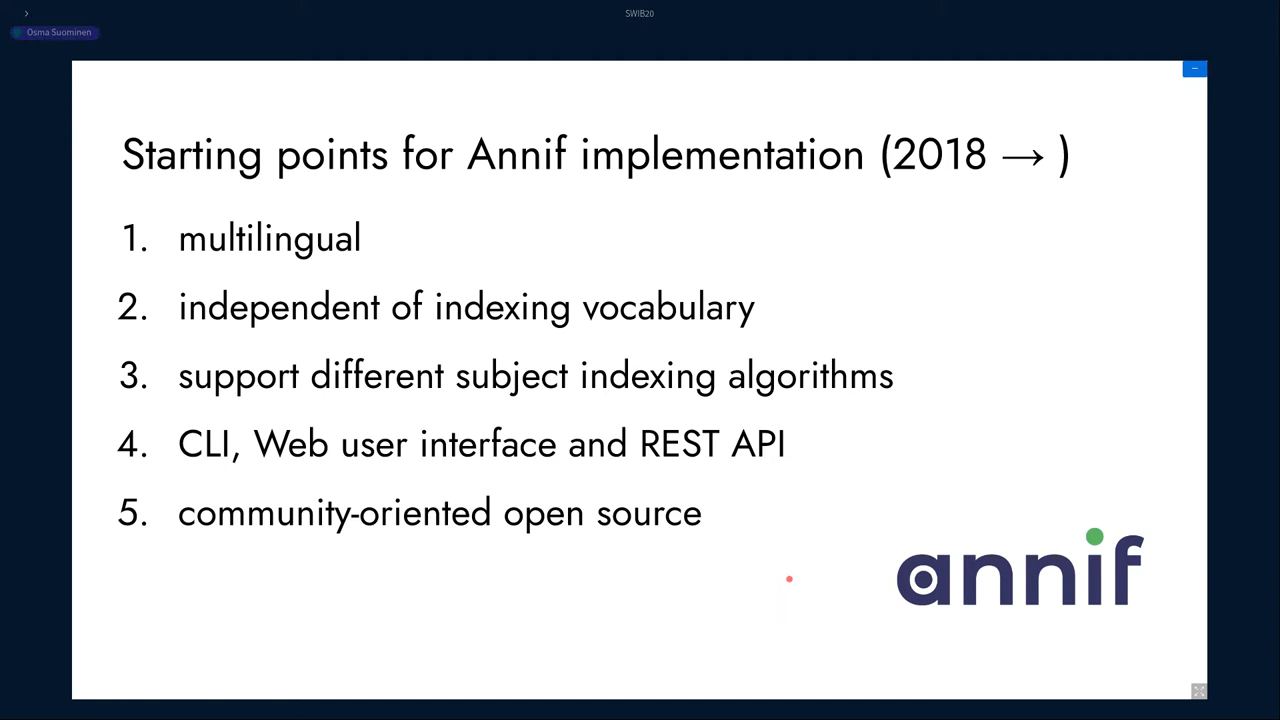 SWIB20
Osma Suominen
Starting points for Annif implementation (2018 → )
1. multilingual
2. independent of indexing vocabulary
3. support different subject indexing algorithms
4. CLI, Web user interface and REST API
5. community-oriented open source
annif